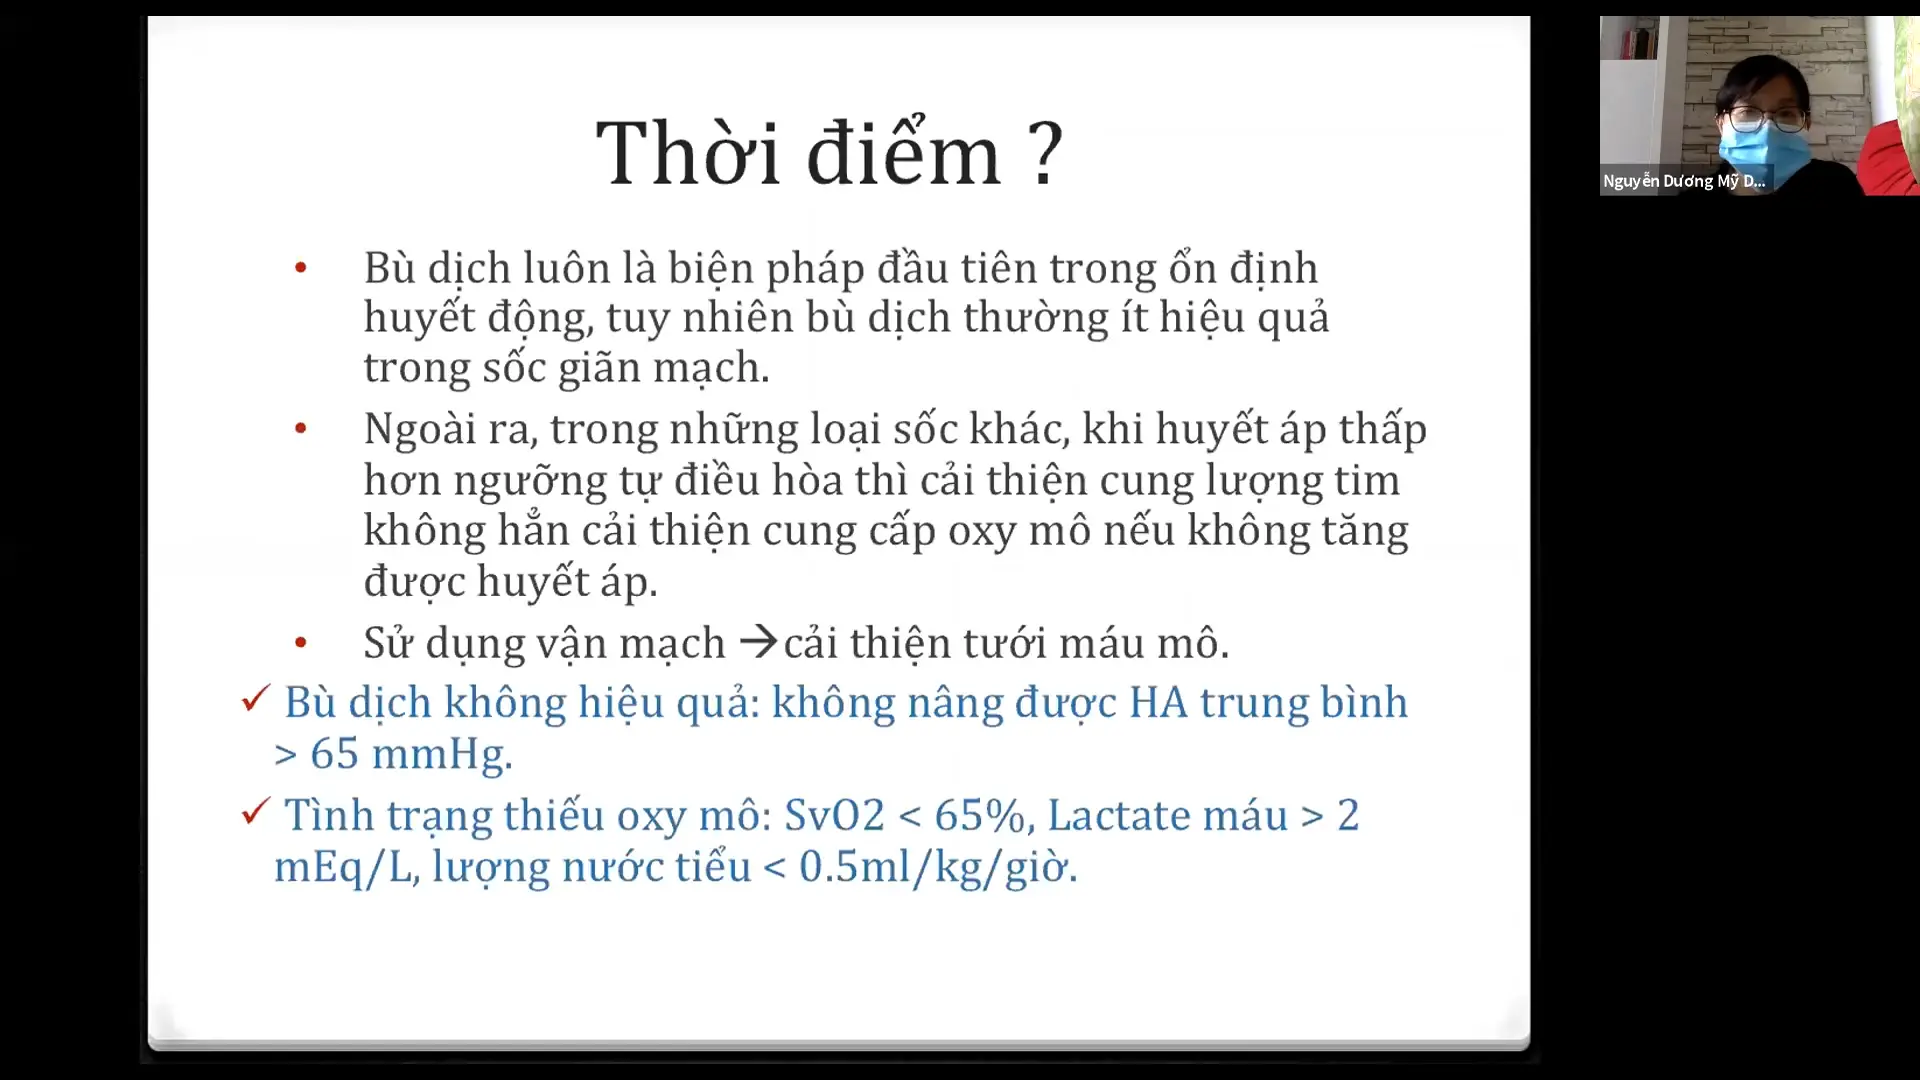 Thời điểm ?
• Bù dịch luôn là biện pháp đầu tiên trong ổn định
huyết động, tuy nhiên bù dịch thường ít hiệu quả
trong sốc giãn mạch.
• Ngoài ra, trong những loại sốc khác, khi huyết áp thấp
hơn ngưỡng tự điều hòa thì cải thiện cung lượng tim
không hẳn cải thiện cung cấp oxy mô nếu không tăng
được huyết áp.
• Sử dụng vận mạch →cải thiện tưới máu mô.
✓ Bù dịch không hiệu quả: không nâng được HA trung bình
> 65 mmHg.
✓ Tình trạng thiếu oxy mô: SvO2 < 65%, Lactate máu > 2
mEq/L, lượng nước tiểu < 0.5ml/kg/giờ.
Nguyễn Dương Mỹ D...